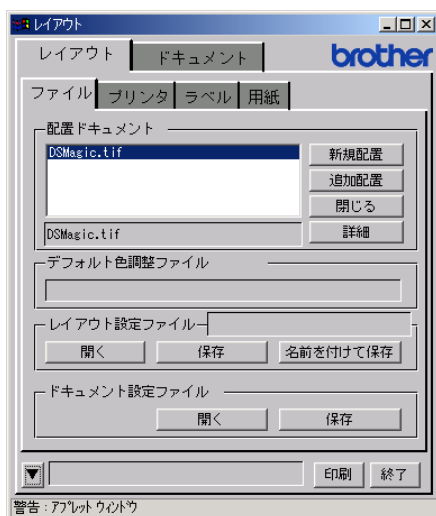 レイアウト
レイアウト ドキュメント brother
ファイル プリンタ ラベル 用紙
配置ドキュメント
DSMagic.tif
新規配置
追加配置
閉じる
DSMagic.tif 詳細
デフォルト色調整ファイル
レイアウト設定ファイル
開く 保存 名前を付けて保存
ドキュメント設定ファイル
開く 保存
印刷 終了
警告 : ｱﾌﾟﾚｯﾄ ｳｨﾝﾄﾞｳ